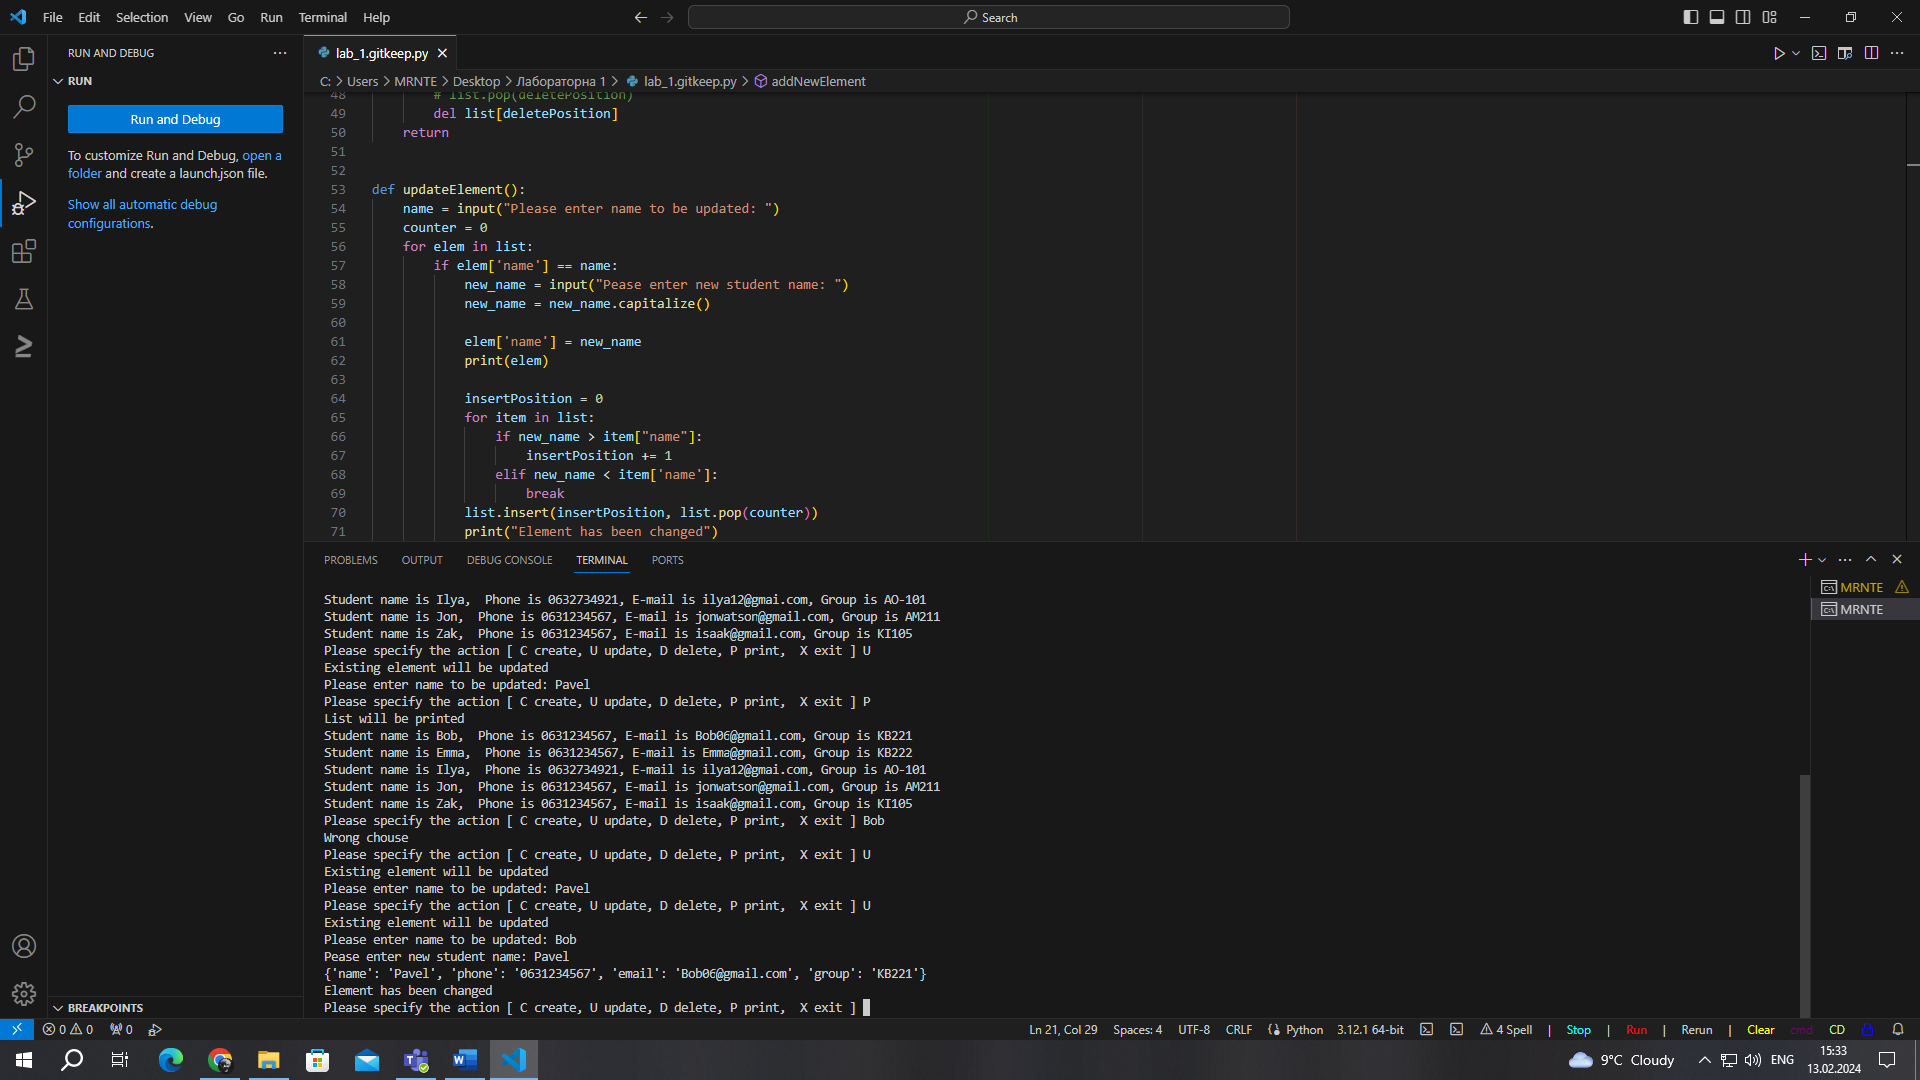 File Edit Selection View Go Run Terminal Help
Search
RUN AND DEBUG
RUN
Run and Debug
To customize Run and Debug, open a
folder and create a launch.json file.
Show all automatic debug
configurations.
BREAKPOINTS
lab_1.gitkeep.py
C: > Users > MRNTE > Desktop > Лабораторна 1 > lab_1.gitkeep.py > addNewElement
48 # list.pop(deletePosition)
49 del list[deletePosition]
50 return
51
52
53 def updateElement():
54 name = input("Please enter name to be updated: ")
55 counter = 0
56 for elem in list:
57 if elem['name'] == name:
58 new_name = input("Pease enter new student name: ")
59 new_name = new_name.capitalize()
60
61 elem['name'] = new_name
62 print(elem)
63
64 insertPosition = 0
65 for item in list:
66 if new_name > item["name"]:
67 insertPosition += 1
68 elif new_name < item['name']:
69 break
70 list.insert(insertPosition, list.pop(counter))
71 print("Element has been changed")
PROBLEMS OUTPUT DEBUG CONSOLE TERMINAL PORTS
MRNTE
MRNTE
Student name is Ilya,  Phone is 0632734921, E-mail is ilya12@gmai.com, Group is AO-101
Student name is Jon,  Phone is 0631234567, E-mail is jonwatson@gmail.com, Group is AM211
Student name is Zak,  Phone is 0631234567, E-mail is isaak@gmail.com, Group is KI105
Please specify the action [ C create, U update, D delete, P print,  X exit ] U
Existing element will be updated
Please enter name to be updated: Pavel
Please specify the action [ C create, U update, D delete, P print,  X exit ] P
List will be printed
Student name is Bob,  Phone is 0631234567, E-mail is Bob06@gmail.com, Group is KB221
Student name is Emma,  Phone is 0631234567, E-mail is Emma@gmail.com, Group is KB222
Student name is Ilya,  Phone is 0632734921, E-mail is ilya12@gmai.com, Group is AO-101
Student name is Jon,  Phone is 0631234567, E-mail is jonwatson@gmail.com, Group is AM211
Student name is Zak,  Phone is 0631234567, E-mail is isaak@gmail.com, Group is KI105
Please specify the action [ C create, U update, D delete, P print,  X exit ] Bob
Wrong chouse
Please specify the action [ C create, U update, D delete, P print,  X exit ] U
Existing element will be updated
Please enter name to be updated: Pavel
Please specify the action [ C create, U update, D delete, P print,  X exit ] U
Existing element will be updated
Please enter name to be updated: Bob
Pease enter new student name: Pavel
{'name': 'Pavel', 'phone': '0631234567', 'email': 'Bob06@gmail.com', 'group': 'KB221'}
Element has been changed
Please specify the action [ C create, U update, D delete, P print,  X exit ]
0 0 0 Ln 21, Col 29 Spaces: 4 UTF-8 CRLF Python 3.12.1 64-bit 4 Spell | Stop | Run | Rerun | Clear cmd CD
9°C Cloudy ENG 15:33
13.02.2024